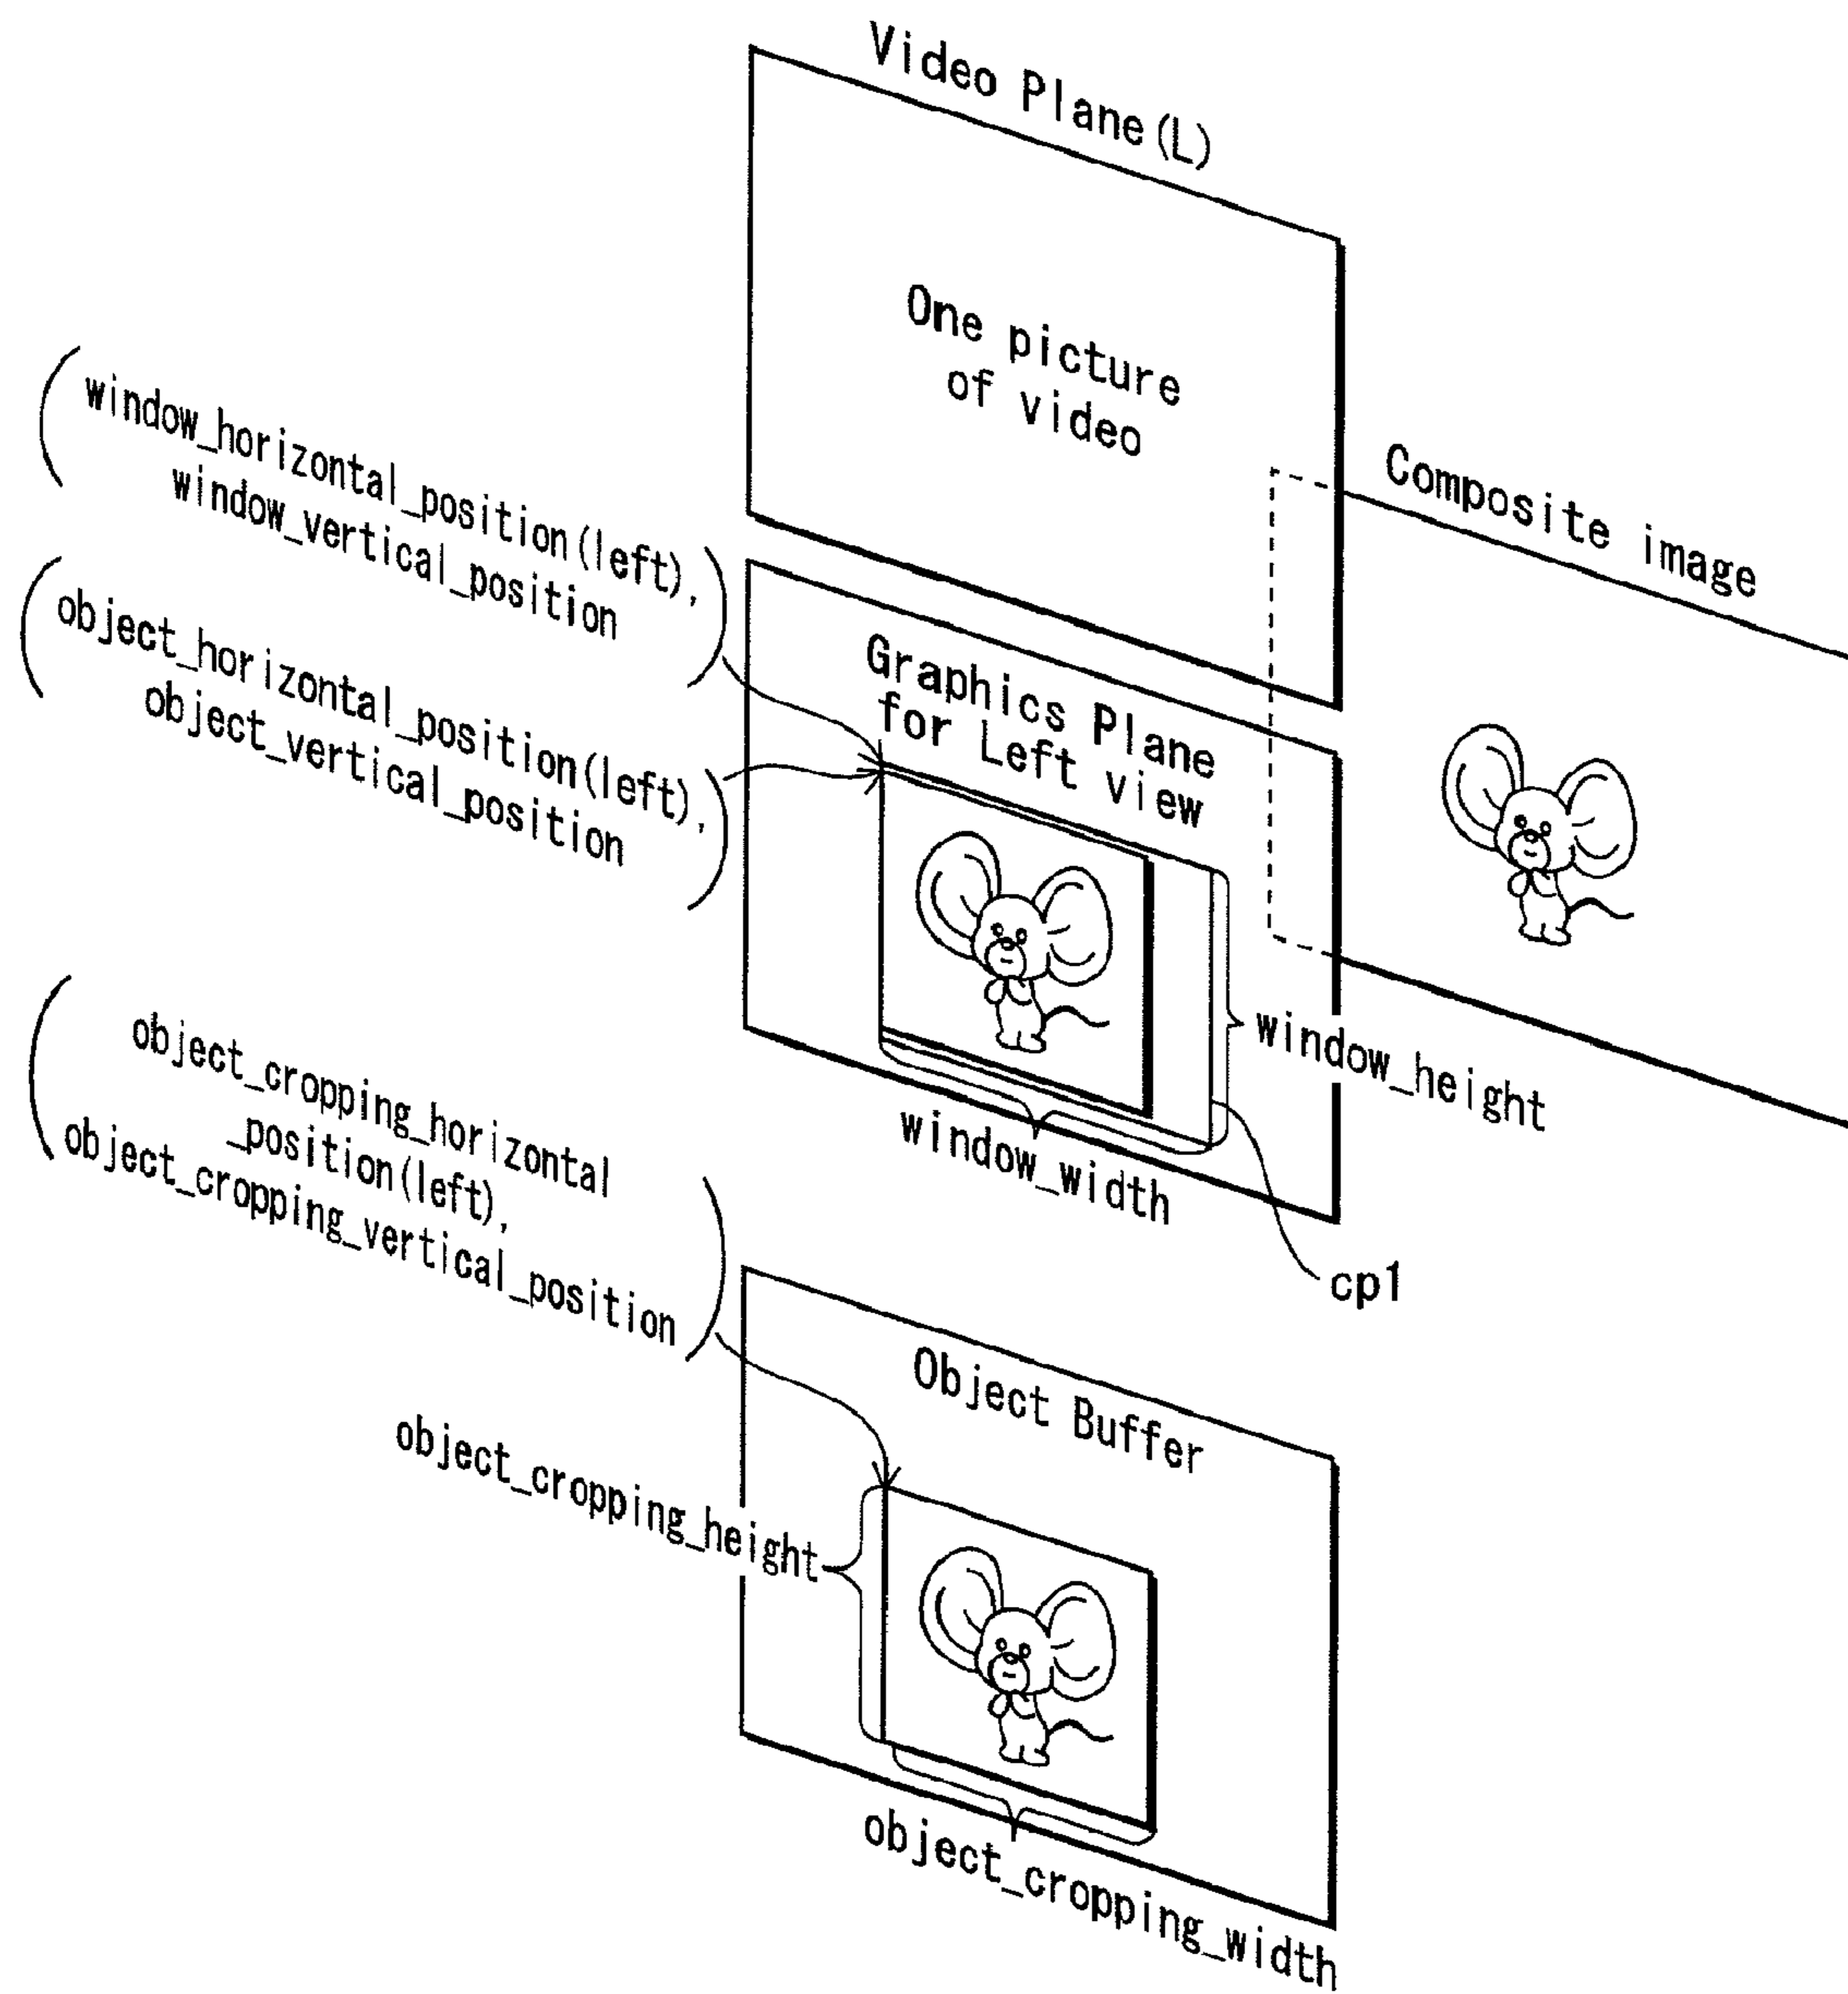 Video Plane(L)
One picture
of video
Composite image
(window_horizontal_position(left),
window_vertical_position)
(object_horizontal_position(left),
object_vertical_position)
Graphics Plane
for Left view
window_height
window_width
cp1
(object_cropping_horizontal
_position(left),
object_cropping_vertical_position)
Object Buffer
object_cropping_height
object_cropping_width